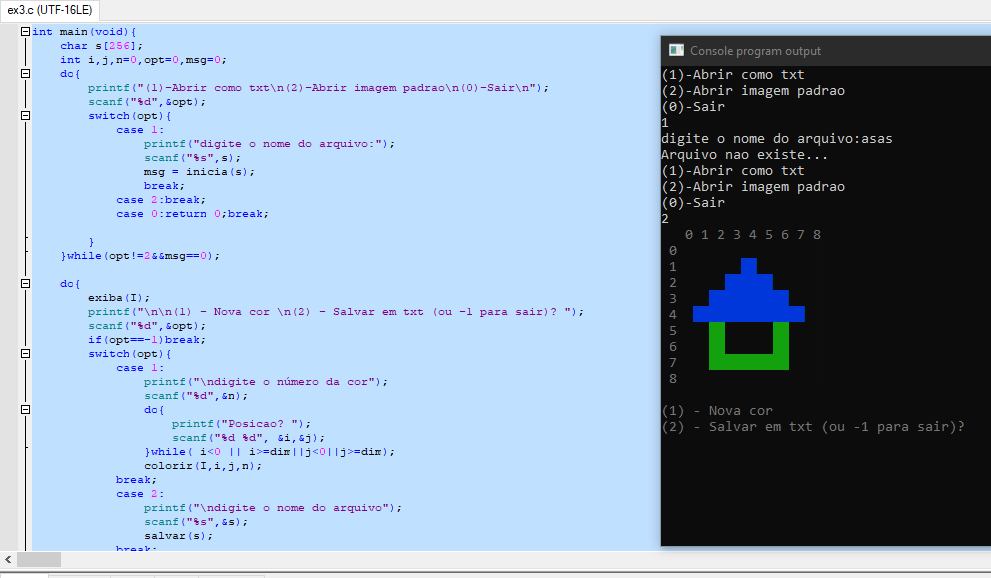 ex3.c (UTF-16LE)
int main(void){
char s[256];
int i,j,n=0,opt=0,msg=0;
do{
printf("(1)-Abrir como txt\n(2)-Abrir imagem padrao\n(0)-Sair\n");
scanf("%d",&opt);
switch(opt){
case 1:
printf("digite o nome do arquivo:");
scanf("%s",s);
msg = inicia(s);
break;
case 2:break;
case 0:return 0;break;
}
}while(opt!=2&&msg==0);
do{
exiba(I);
printf("\n\n(1) - Nova cor \n(2) - Salvar em txt (ou -1 para sair)? ");
scanf("%d",&opt);
if(opt==-1)break;
switch(opt){
case 1:
printf("\ndigite o número da cor");
scanf("%d",&n);
do{
printf("Posicao? ");
scanf("%d %d", &i,&j);
}while( i<0 || i>=dim||j<0||j>=dim);
colorir(I,i,j,n);
break;
case 2:
printf("\ndigite o nome do arquivo");
scanf("%s",&s);
salvar(s);
break;
Console program output
(1)-Abrir como txt
(2)-Abrir imagem padrao
(0)-Sair
1
digite o nome do arquivo:asas
Arquivo nao existe...
(1)-Abrir como txt
(2)-Abrir imagem padrao
(0)-Sair
2
0 1 2 3 4 5 6 7 8
0
1
2
3
4
5
6
7
8
(1) - Nova cor
(2) - Salvar em txt (ou -1 para sair)?